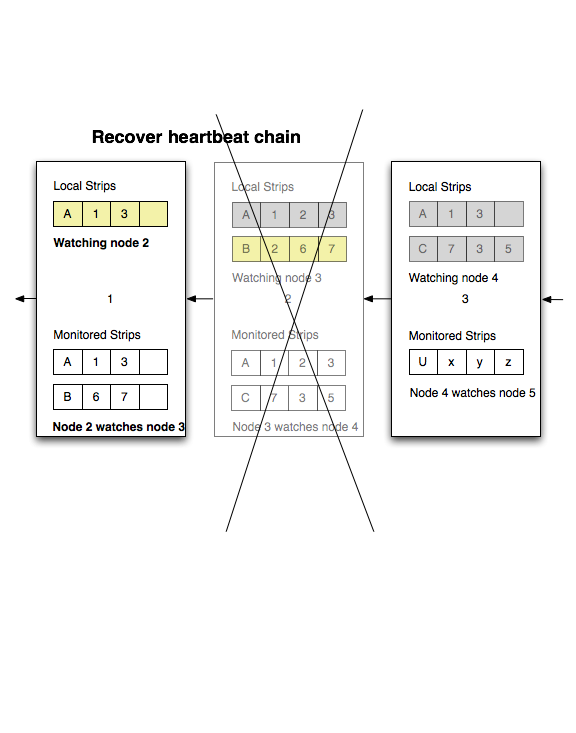 Recover heartbeat chain
Local Strips
A 1 3
Watching node 2
1
Monitored Strips
A 1 3
B 6 7
Node 2 watches node 3
Local Strips
A 1 2 3
B 2 6 7
Watching node 3
2
Monitored Strips
A 1 2 3
C 7 3 5
Node 3 watches node 4
Local Strips
A 1 3
C 7 3 5
Watching node 4
3
Monitored Strips
U x y z
Node 4 watches node 5